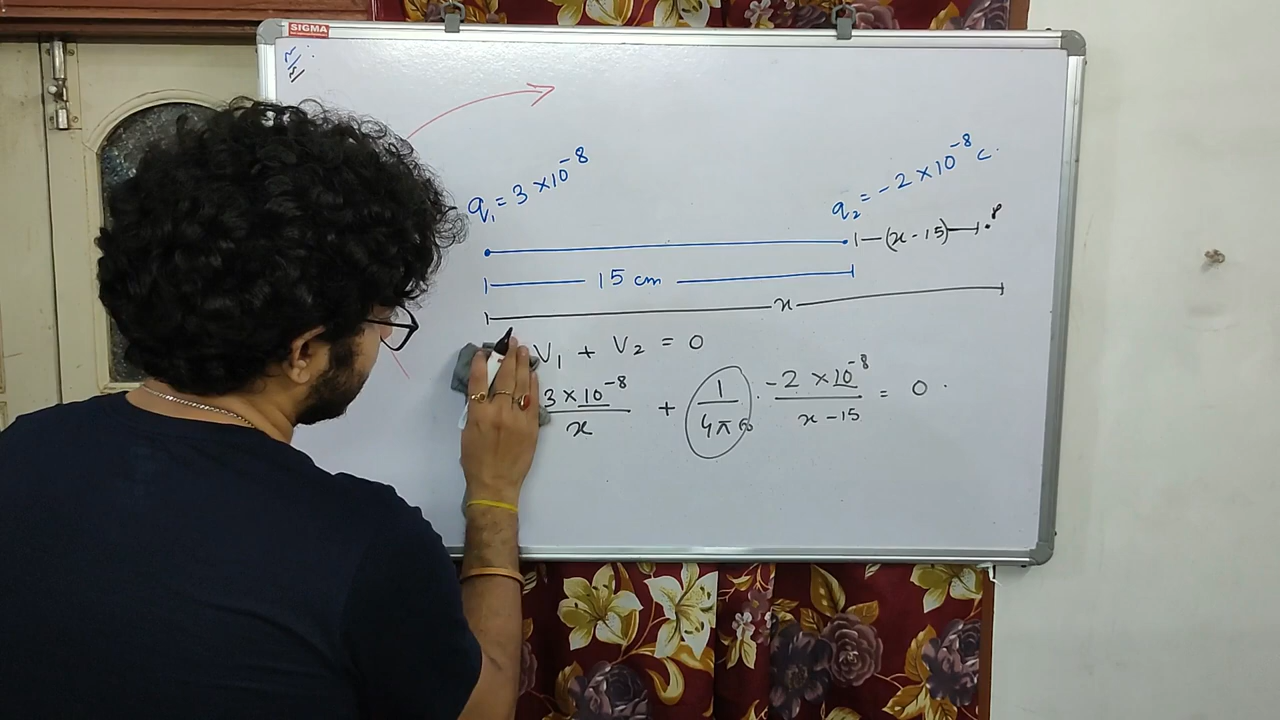 SIGMA
q₁ = 3 × 10⁻⁸
q₂ = -2 × 10⁻⁸ C.
(x - 15) P
15 cm
x
V₁ + V₂ = 0
3 × 10⁻⁸ / x + 1 / 4π∈₀ · -2 × 10⁻⁸ / x - 15 = 0 .